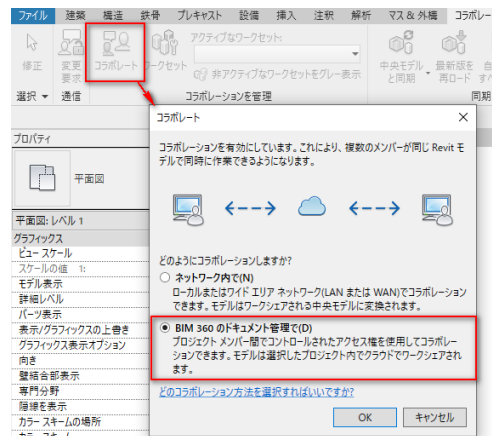 ファイル 建築 構造 鉄骨 プレキャスト 設備 挿入 注釈 解析 マス & 外構 コラボレー
アクティブなワークセット:
修正 変更要求 コラボレート ワークセット 非アクティブなワークセットをグレー表示 中央モデルと同期 最新版を再ロード
選択 ▼ 通信 コラボレーションを管理 同期
プロパティ
平面図
平面図: レベル 1
グラフィックス
ビュー スケール
スケールの値 1:
モデル表示
詳細レベル
パーツ表示
表示/グラフィックスの上書き
グラフィックス表示オプション
向き
壁結合部表示
専門分野
隠線を表示
カラー スキームの場所
カラー スキーム
コラボレート
コラボレーションを有効にしています。これにより、複数のメンバーが同じ Revit モ
デルで同時に作業できるようになります。
どのようにコラボレーションしますか?
ネットワーク内で(N)
ローカルまたはワイド エリア ネットワーク(LAN または WAN)でコラボレーション
できます。モデルはワークシェアされる中央モデルに変換されます。
BIM 360 のドキュメント管理で(D)
プロジェクト メンバー間でコントロールされたアクセス権を使用してコラボレー
ションできます。モデルは選択したプロジェクト内でクラウドでワークシェアされ
ます。
どのコラボレーション方法を選択すればいいですか?
OK キャンセル